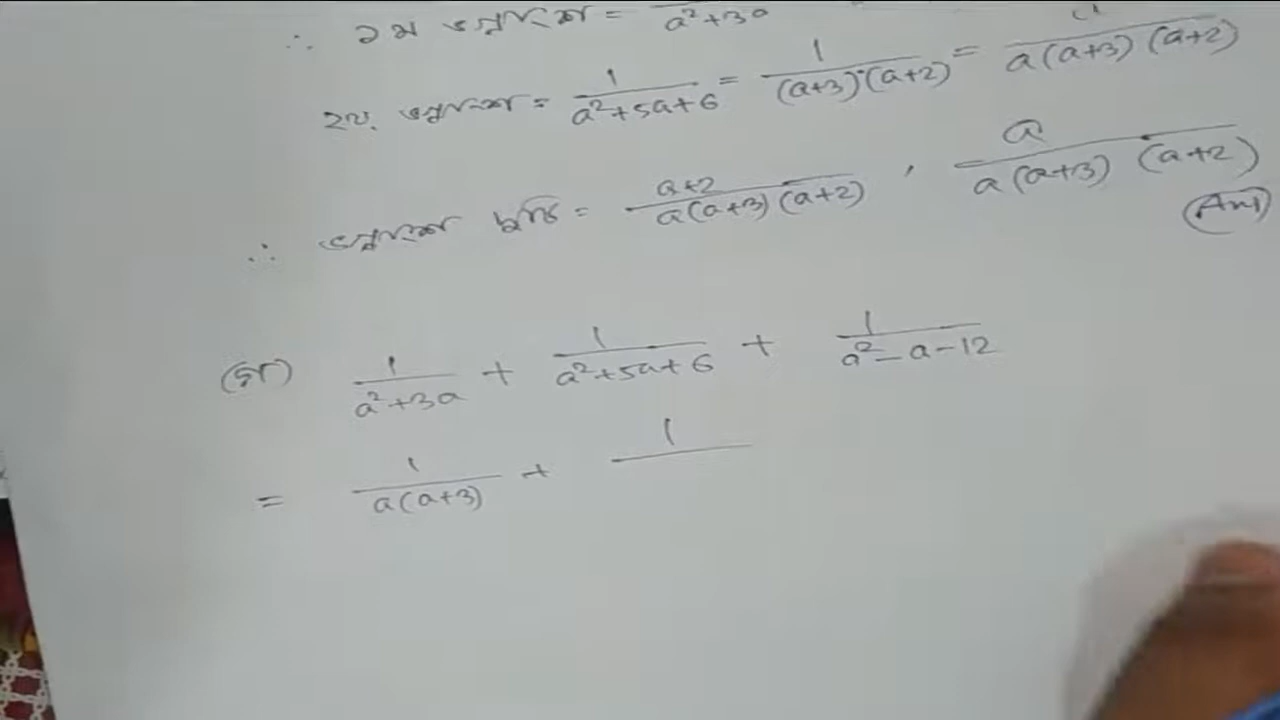 ∴ ১ম ভগ্নাংশ = ―/a²+3a
২য়. ভগ্নাংশ = 1/a²+5a+6 = 1/(a+3)·(a+2) = a/a(a+3)(a+2)
∴ ভগ্নাংশ দুটি = a+2/a(a+3)(a+2) , a/a(a+3)(a+2)
(Ans)
(গ) 1/a²+3a + 1/a²+5a+6 + 1/a²-a-12
= 1/a(a+3) + 1/